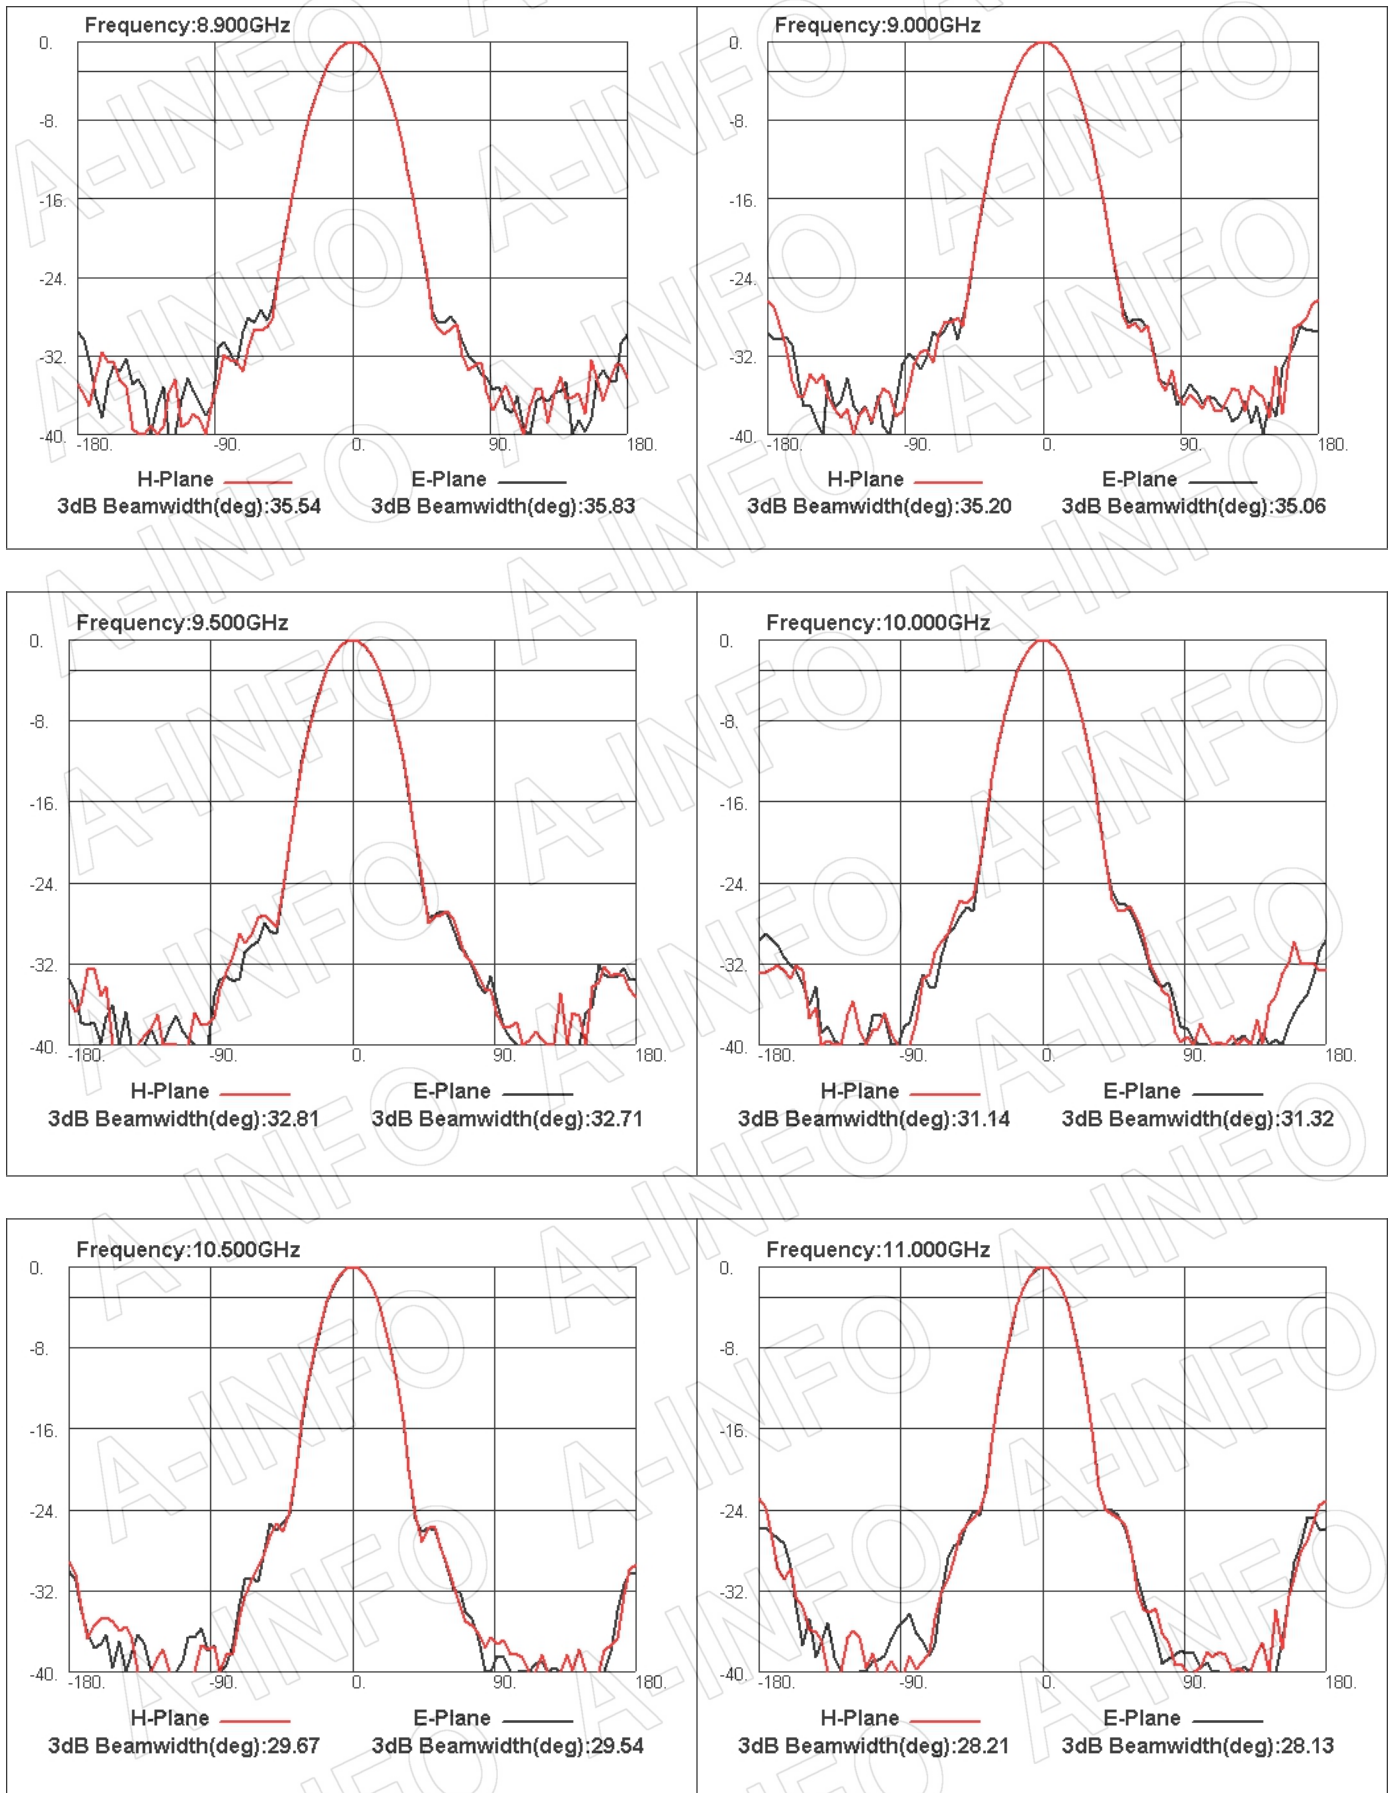 Frequency:8.900GHz
0.
-8.
-16.
-24.
-32.
-40.
-180. -90. 0. 90. 180.
H-Plane E-Plane
3dB Beamwidth(deg):35.54 3dB Beamwidth(deg):35.83
Frequency:9.000GHz
0.
-8.
-16.
-24.
-32.
-40.
-180. -90. 0. 90. 180.
H-Plane E-Plane
3dB Beamwidth(deg):35.20 3dB Beamwidth(deg):35.06
Frequency:9.500GHz
0.
-8.
-16.
-24.
-32.
-40.
-180. -90. 0. 90. 180.
H-Plane E-Plane
3dB Beamwidth(deg):32.81 3dB Beamwidth(deg):32.71
Frequency:10.000GHz
0.
-8.
-16.
-24.
-32.
-40.
-180. -90. 0. 90. 180.
H-Plane E-Plane
3dB Beamwidth(deg):31.14 3dB Beamwidth(deg):31.32
Frequency:10.500GHz
0.
-8.
-16.
-24.
-32.
-40.
-180. -90. 0. 90. 180.
H-Plane E-Plane
3dB Beamwidth(deg):29.67 3dB Beamwidth(deg):29.54
Frequency:11.000GHz
0.
-8.
-16.
-24.
-32.
-40.
-180. -90. 0. 90. 180.
H-Plane E-Plane
3dB Beamwidth(deg):28.21 3dB Beamwidth(deg):28.13
A-INFO